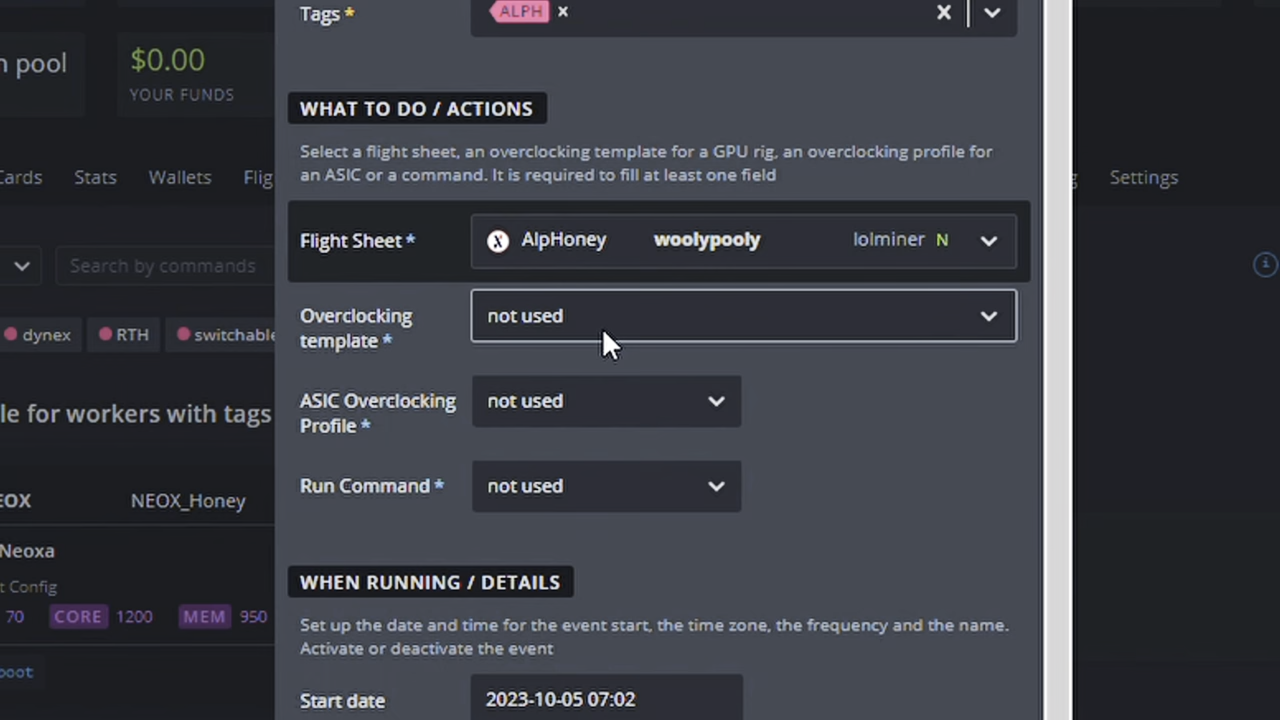 Tags *
ALPH ×
n pool
$0.00
YOUR FUNDS
WHAT TO DO / ACTIONS
Select a flight sheet, an overclocking template for a GPU rig, an overclocking profile for
an ASIC or a command. It is required to fill at least one field
Cards Stats Wallets Flig
g Settings
Flight Sheet * AlpHoney woolypooly lolminer N
Search by commands
Overclocking
template *
not used
dynex RTH switchable
ASIC Overclocking
Profile *
not used
le for workers with tags
Run Command * not used
EOX NEOX_Honey
Neoxa
t Config
70 CORE 1200 MEM 950
boot
WHEN RUNNING / DETAILS
Set up the date and time for the event start, the time zone, the frequency and the name.
Activate or deactivate the event
Start date 2023-10-05 07:02